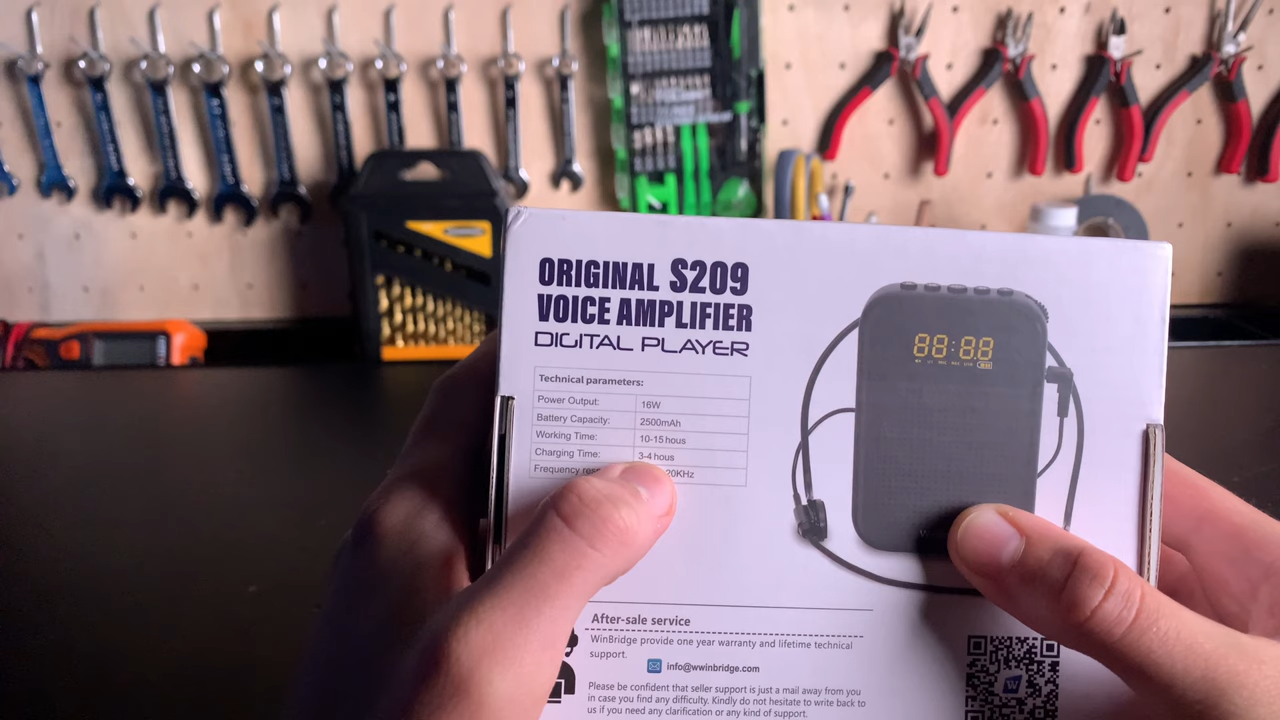 ORIGINAL S209
VOICE AMPLIFIER
DIGITAL PLAYER
Technical parameters:
Power Output: 16W
Battery Capacity: 2500mAh
Working Time: 10-15 hous
Charging Time: 3-4 hous
Frequency 20KHz
88:88
After-sale service
WinBridge provide one year warranty and lifetime technical
support.
info@wwinbridge.com
Please be confident that seller support is just a mail away from you
in case you find any difficulty. Kindly do not hesitate to write back to
us if you need any clarification or any kind of support.
W